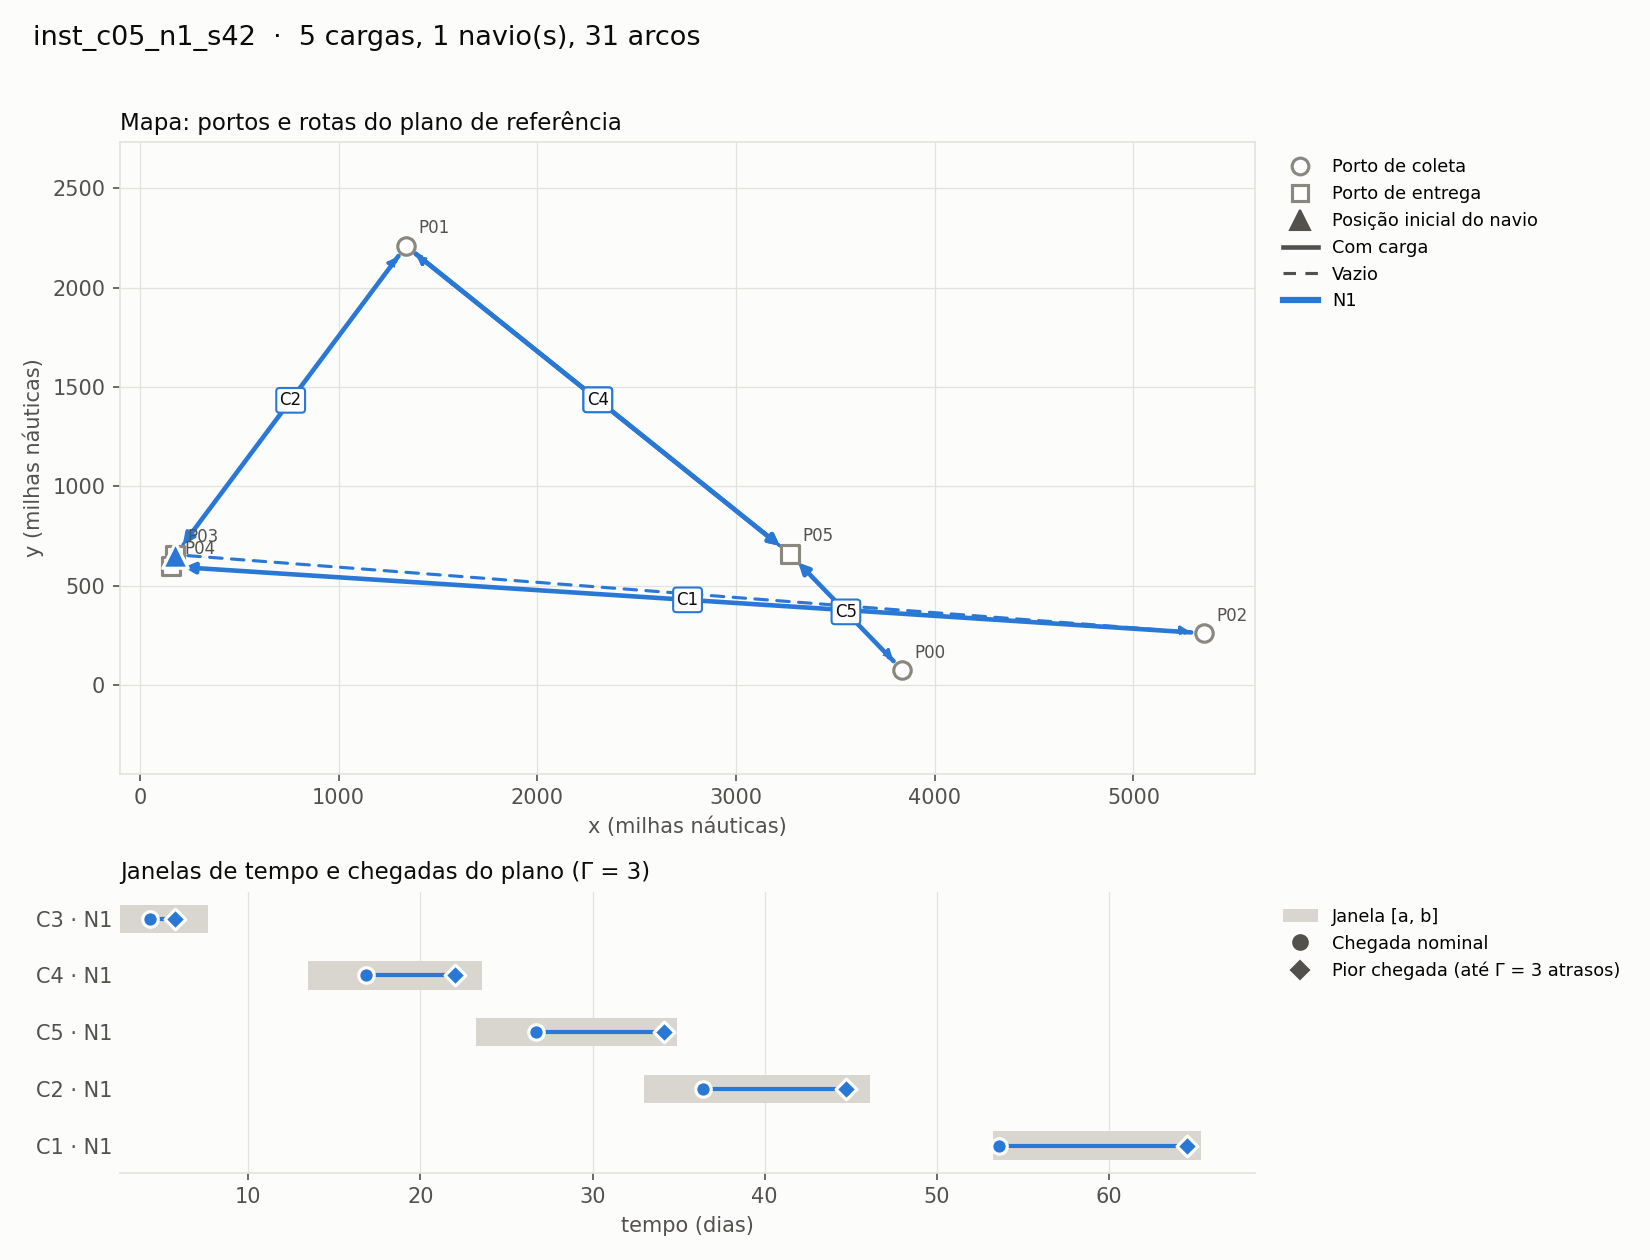 inst_c05_n1_s42  ·  5 cargas, 1 navio(s), 31 arcos
Mapa: portos e rotas do plano de referência
y (milhas náuticas)
2500
2000
1500
1000
500
0
P01
C2
C4
P03
P04
P05
C1
C5
P02
P00
0 1000 2000 3000 4000 5000
x (milhas náuticas)
Porto de coleta
Porto de entrega
Posição inicial do navio
Com carga
Vazio
N1
Janelas de tempo e chegadas do plano (Γ = 3)
C3 · N1
C4 · N1
C5 · N1
C2 · N1
C1 · N1
10 20 30 40 50 60
tempo (dias)
Janela [a, b]
Chegada nominal
Pior chegada (até Γ = 3 atrasos)